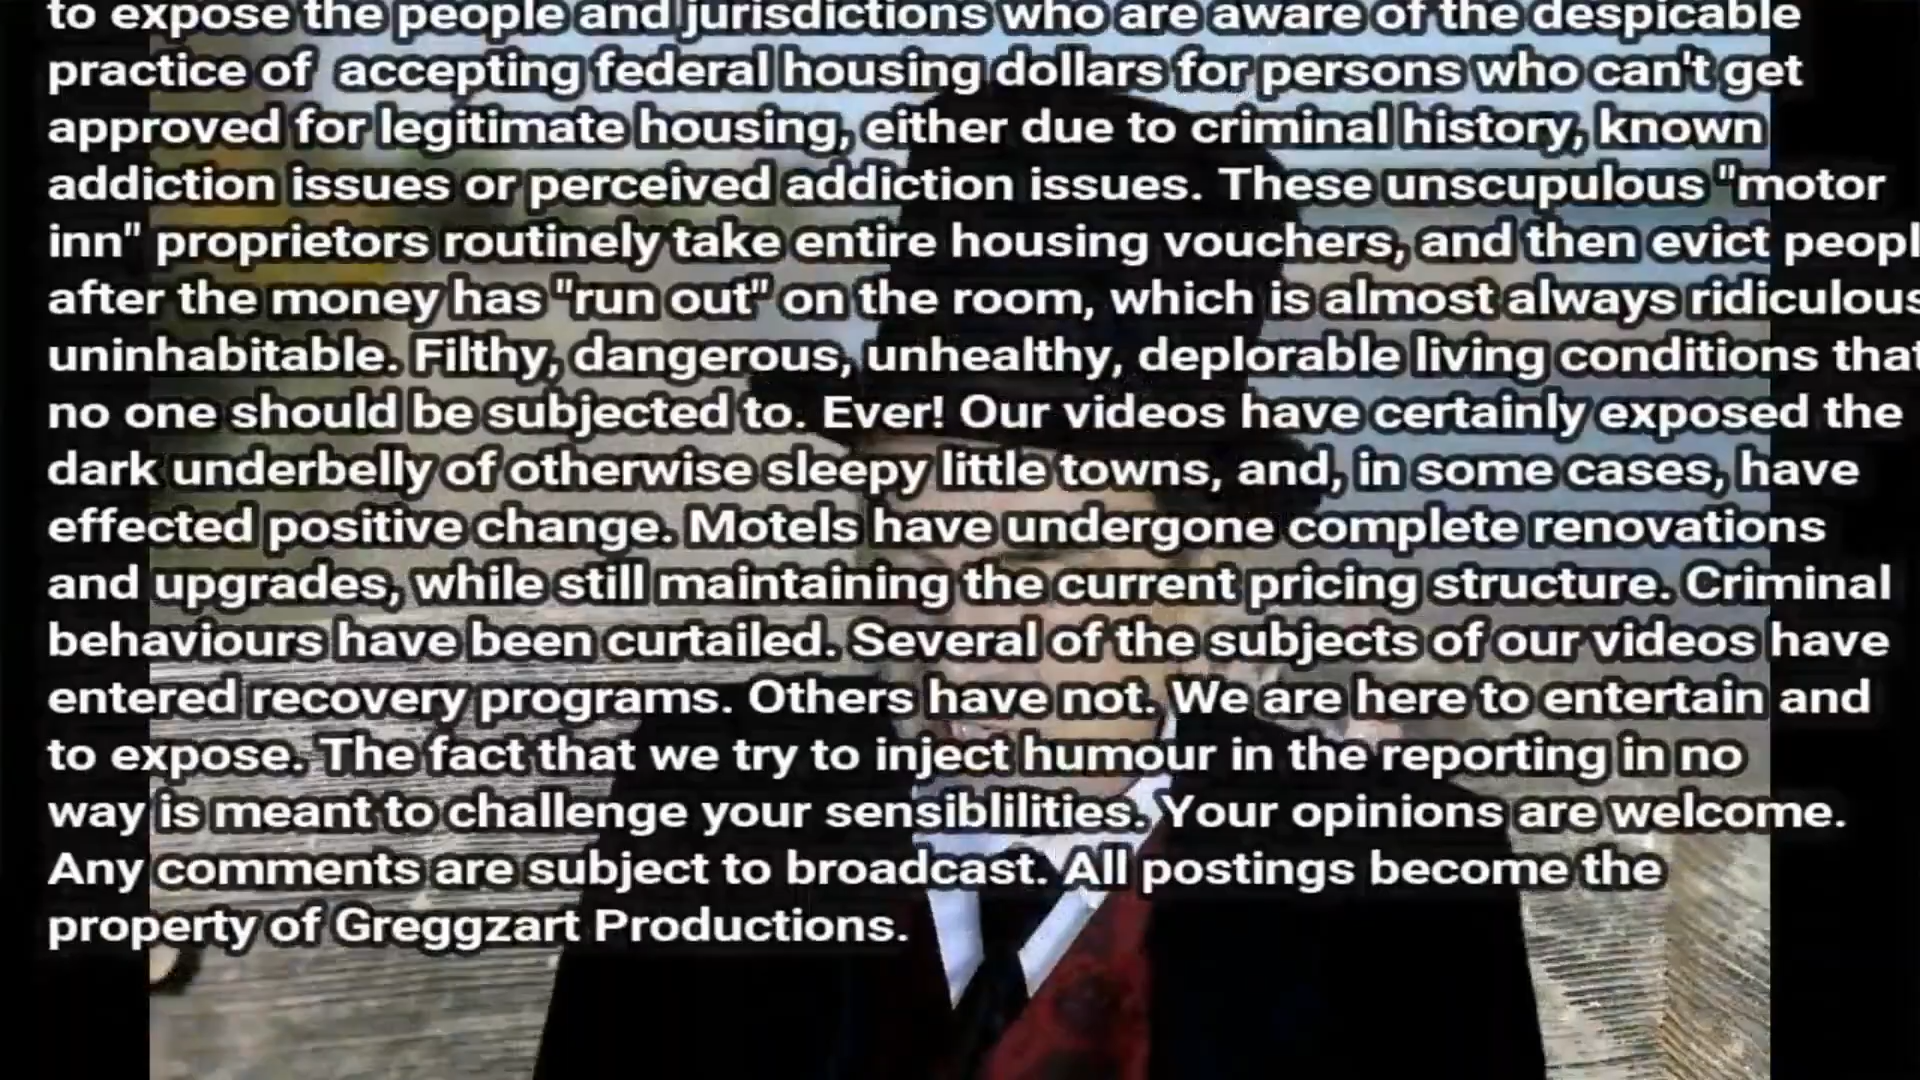 to expose the people and jurisdictions who are aware of the despicable
practice of accepting federal housing dollars for persons who can't get
approved for legitimate housing, either due to criminal history, known
addiction issues or perceived addiction issues. These unscupulous "motor
inn" proprietors routinely take entire housing vouchers, and then evict peopl
after the money has "run out" on the room, which is almost always ridiculous
uninhabitable. Filthy, dangerous, unhealthy, deplorable living conditions that
no one should be subjected to. Ever! Our videos have certainly exposed the
dark underbelly of otherwise sleepy little towns, and, in some cases, have
effected positive change. Motels have undergone complete renovations
and upgrades, while still maintaining the current pricing structure. Criminal
behaviours have been curtailed. Several of the subjects of our videos have
entered recovery programs. Others have not. We are here to entertain and
to expose. The fact that we try to inject humour in the reporting in no
way is meant to challenge your sensiblilities. Your opinions are welcome.
Any comments are subject to broadcast. All postings become the
property of Greggzart Productions.